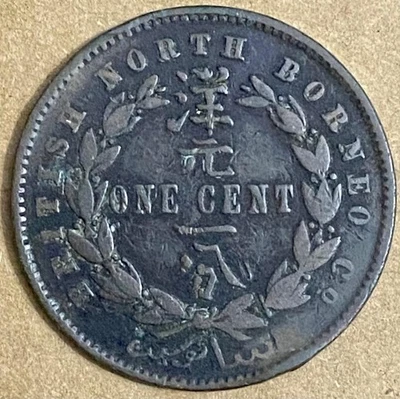 BRITISH NORTH BORNEO Co.
洋元一分
ONE CENT